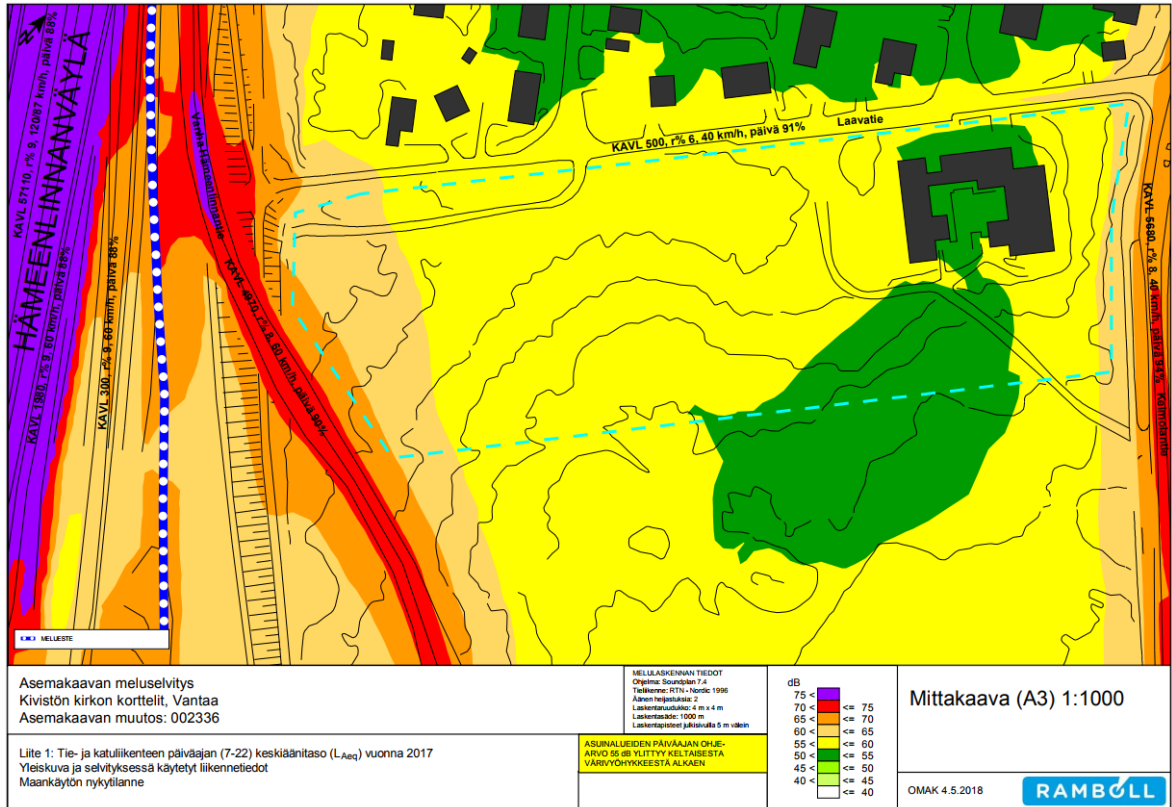 KAVL 57110, r% 9, 120/87 km/h, päivä 88%
HÄMEENLINNANVÄYLÄ
KAVL 1980, r% 9, 60 km/h, päivä 88%
KAVL 300, r% 9, 60 km/h, päivä 88%
Vanha Hämeenlinnantie
KAVL 4970, r% 8, 60 km/h, päivä 90%
KAVL 500, r% 6, 40 km/h, päivä 91%
Laavatie
KAVL 5680, r% 8, 40 km/h, päivä 94%
Keimolantie
MELUESTE
Asemakaavan meluselvitys
Kivistön kirkon korttelit, Vantaa
Asemakaavan muutos: 002336
Liite 1: Tie- ja katuliikenteen päiväajan (7-22) keskiäänitaso (LAeq) vuonna 2017
Yleiskuva ja selvityksessä käytetyt liikennetiedot
Maankäytön nykytilanne
MELULASKENNAN TIEDOT
Ohjelma: Soundplan 7.4
Tieliikenne: RTN - Nordic 1996
Äänen heijastuksia: 2
Laskentaruudukko: 4 m x 4 m
Laskentasäde: 1000 m
Laskentapisteet julkisivuilla 5 m välein
ASUINALUEIDEN PÄIVÄAJAN OHJE-
ARVO 55 dB YLITTYY KELTAISESTA
VÄRIVYÖHYKKEESTÄ ALKAEN
dB
75 <
70 < <= 75
65 < <= 70
60 < <= 65
55 < <= 60
50 < <= 55
45 < <= 50
40 < <= 45
<= 40
Mittakaava (A3) 1:1000
OMAK 4.5.2018
RAMBOLL